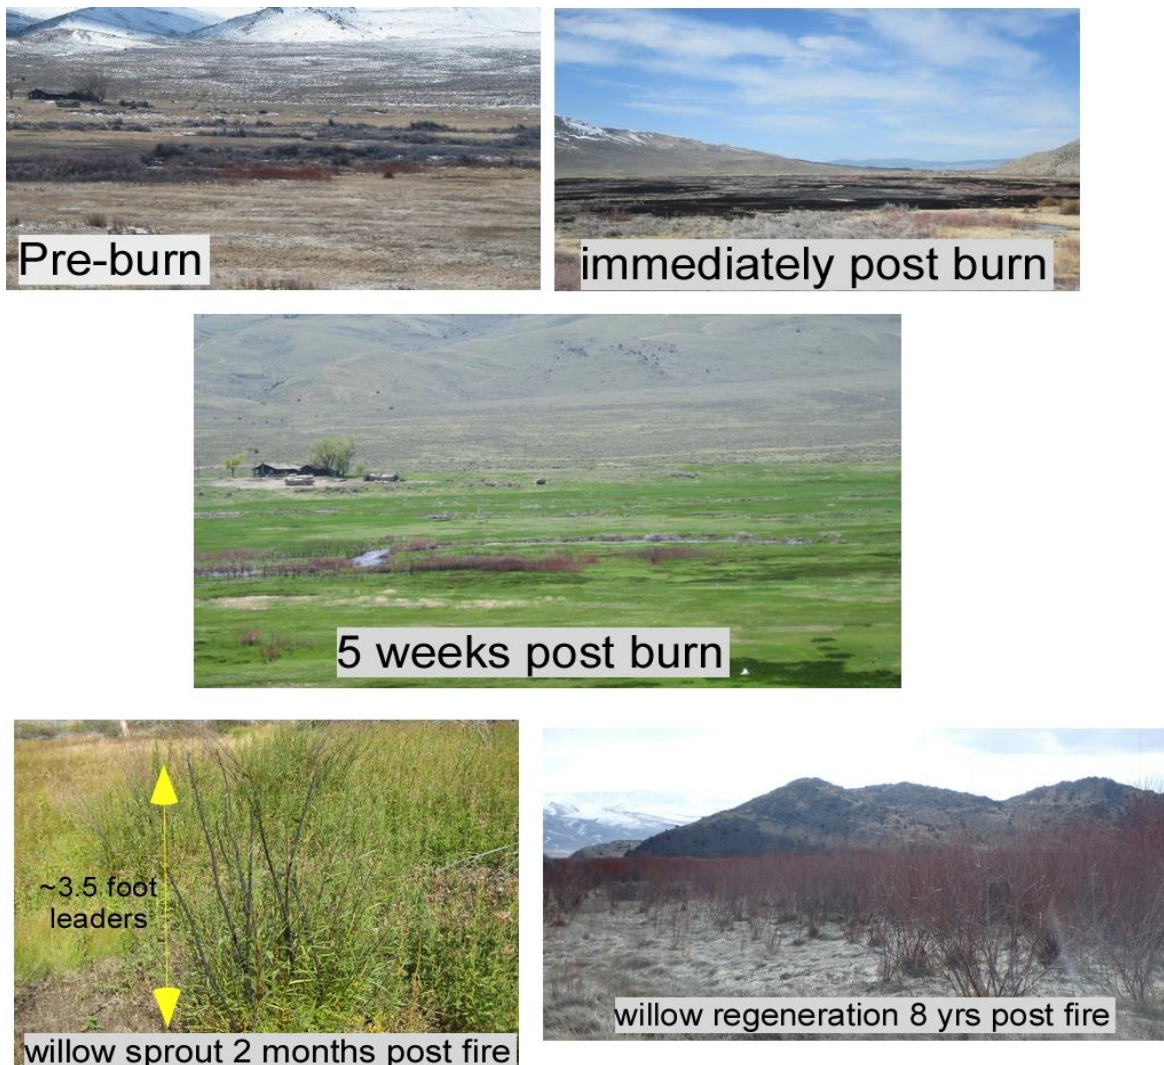 Pre-burn
immediately post burn
5 weeks post burn
~3.5 foot
leaders
willow sprout 2 months post fire
willow regeneration 8 yrs post fire